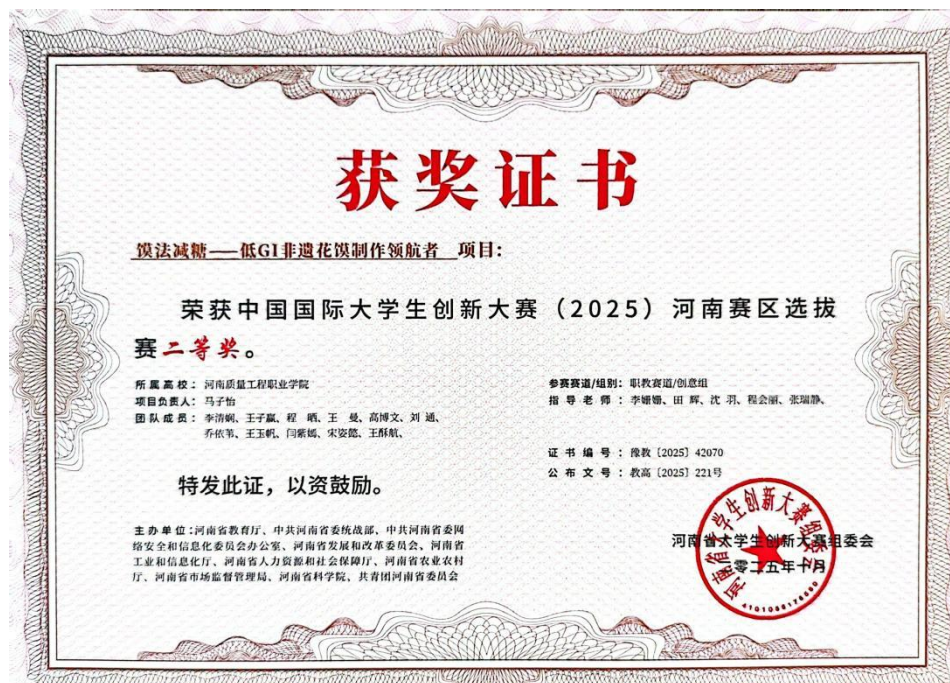 获奖证书
馍法减糖——低GI非遗花馍制作领航者 项目：
荣获中国国际大学生创新大赛（2025）河南赛区选拔
赛二等奖。
所属高校：河南质量工程职业学院
项目负责人：马子怡
团队成员：李清娴、王子赢、程 晒、王 曼、高博文、刘 通、
乔依苇、王玉帆、闫紫嫣、宋姿懿、王酥航、
参赛赛道/组别：职教赛道/创意组
指导老师：李姗姗、田 辉、沈 羽、程会丽、张瑞静、
证书编号：豫教〔2025〕42070
公布文号：教高〔2025〕221号
特发此证，以资鼓励。
主办单位：河南省教育厅、中共河南省委统战部、中共河南省委网
络安全和信息化委员会办公室、河南省发展和改革委员会、河南省
工业和信息化厅、河南省人力资源和社会保障厅、河南省农业农村
厅、河南省市场监督管理局、河南省科学院、共青团河南省委员会
河南省大学生创新大赛组委会
二零二五年十月
河南省大学生创新大赛组委会